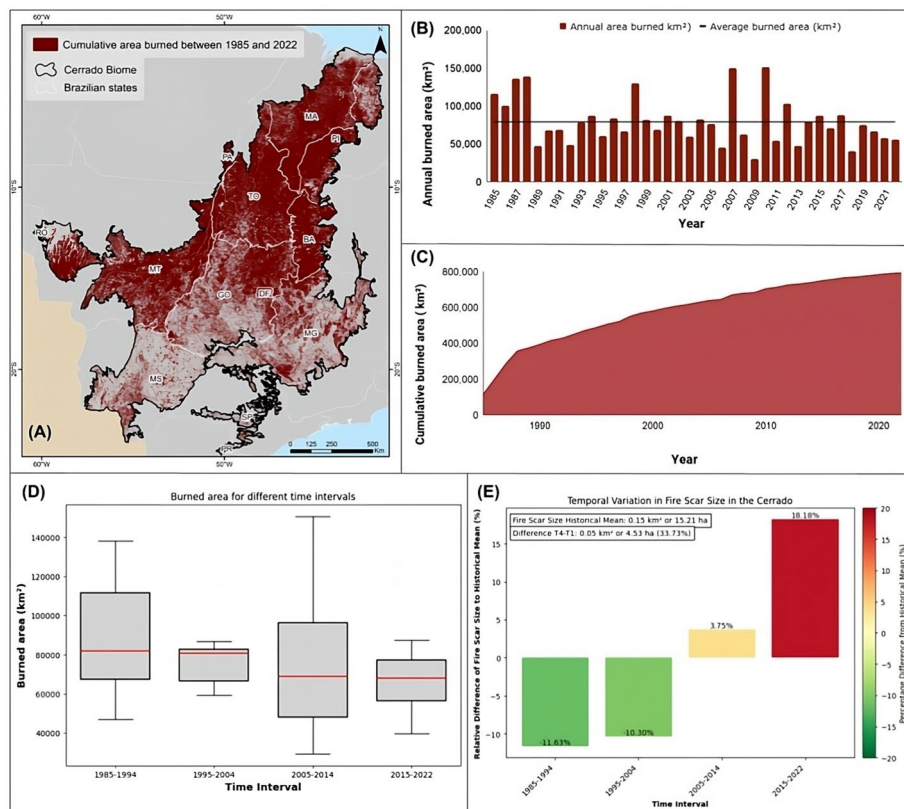 60°W
50°W
N
Cumulative area burned between 1985 and 2022
Cerrado Biome
Brazilian states
MA
PI
PA
TO
10°S
10°S
RO
BA
MT
GO
DF
MG
20°S
20°S
MS
SP
PR
(A)
0 125 250 500
Km
60°W
50°W
(B)
Annual area burned km² Average burned area (km²)
Annual burned area (km²)
200,000
150,000
100,000
50,000
0
1985 1987 1989 1991 1993 1995 1997 1999 2001 2003 2005 2007 2009 2011 2013 2015 2017 2019 2021
Year
(C)
Cumulative burned area ( km²)
800,000
600,000
400,000
200,000
0
1990 2000 2010 2020
Year
(D)
Burned area for different time intervals
Burned area (km²)
140000
120000
100000
80000
60000
40000
1985-1994 1995-2004 2005-2014 2015-2022
Time Interval
(E)
Temporal Variation in Fire Scar Size in the Cerrado
Fire Scar Size Historical Mean: 0.15 km² or 15.21 ha
Difference T4-T1: 0.05 km² or 4.53 ha (33.73%)
Relative Difference of Fire Scar Size to Historical Mean (%)
15
10
5
0
−5
−10
-11.63%
-10.30%
3.75%
18.18%
1985-1994 1995-2004 2005-2014 2015-2022
Time Interval
20
15
10
5
0
−5
−10
−15
−20
Percentage Difference from Historical Mean (%)